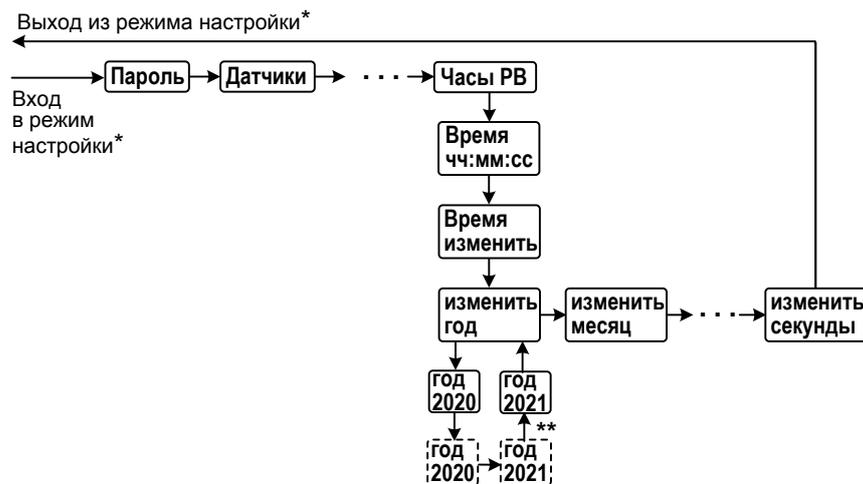 Выход из режима настройки*
Пароль
Датчики
. . .
Часы РВ
Вход
в режим
настройки*
Время
чч:мм:сс
Время
изменить
изменить
год
изменить
месяц
. . .
изменить
секунды
год
2020
год
2021
**
год
2020
год
2021